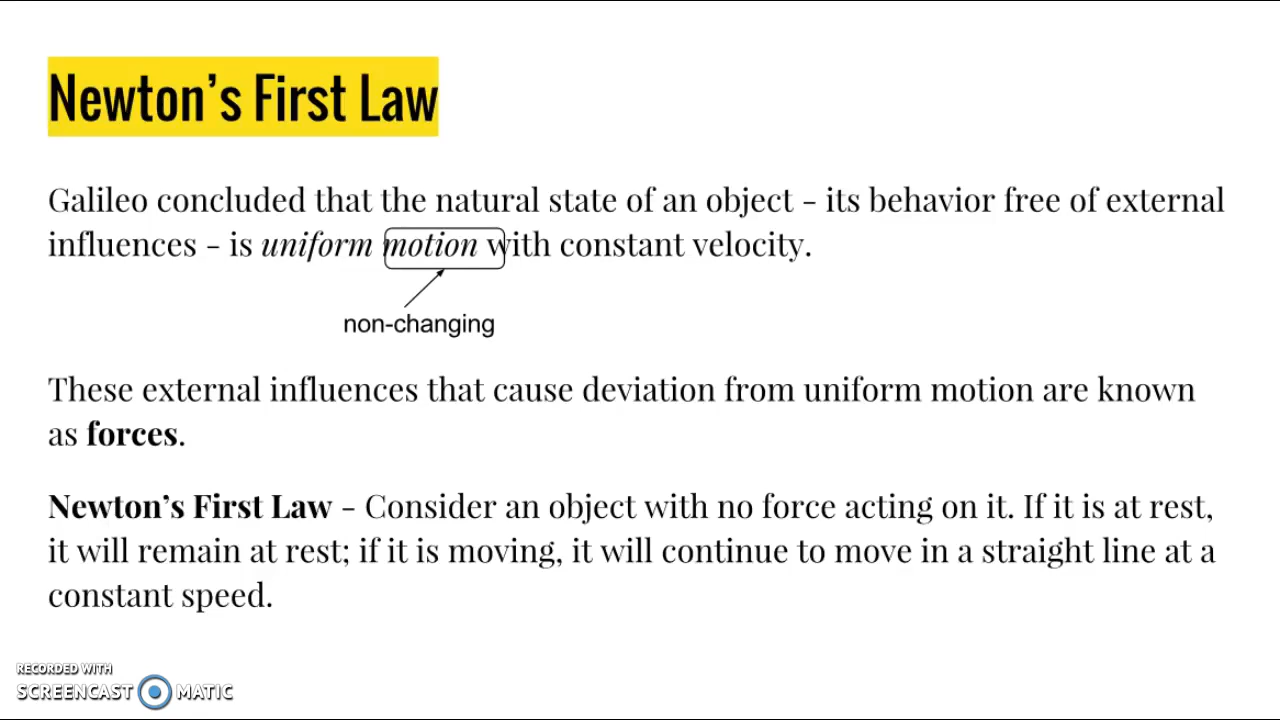 Newton’s First Law
Galileo concluded that the natural state of an object - its behavior free of external
influences - is uniform motion with constant velocity.
non-changing
These external influences that cause deviation from uniform motion are known
as forces.
Newton’s First Law - Consider an object with no force acting on it. If it is at rest,
it will remain at rest; if it is moving, it will continue to move in a straight line at a
constant speed.
RECORDED WITH
SCREENCAST MATIC